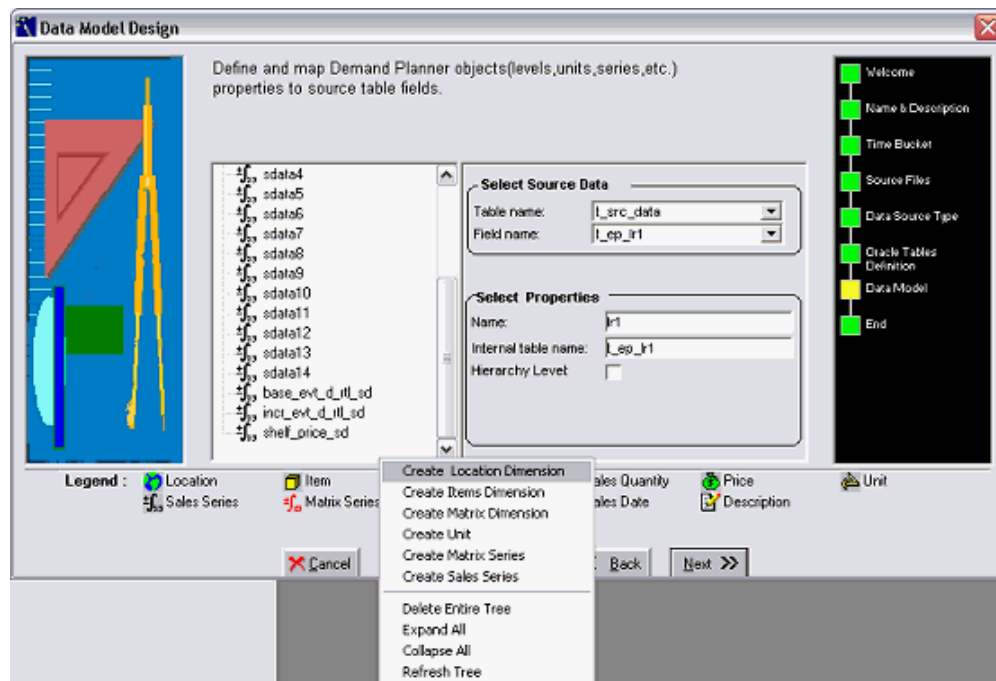 Data Model Design
Define and map Demand Planner objects(levels,units,series,etc.)
properties to source table fields.
sdata4
sdata5
sdata6
sdata7
sdata8
sdata9
sdata10
sdata11
sdata12
sdata13
sdata14
base_evt_d_rtl_sd
incr_evt_d_rtl_sd
shelf_price_sd
Select Source Data
Table name: t_src_data
Field name: t_ep_lr1
Select Properties
Name: lr1
Internal table name: t_ep_lr1
Hierarchy Level
Welcome
Name & Description
Time Bucket
Source Files
Data Source Type
Oracle Tables
Definition
Data Model
End
Legend : Location Item ales Quantity Price Unit
Sales Series Matrix Series ales Date Description
Cancel Back Next >>
Create Location Dimension
Create Items Dimension
Create Matrix Dimension
Create Unit
Create Matrix Series
Create Sales Series
Delete Entire Tree
Expand All
Collapse All
Refresh Tree